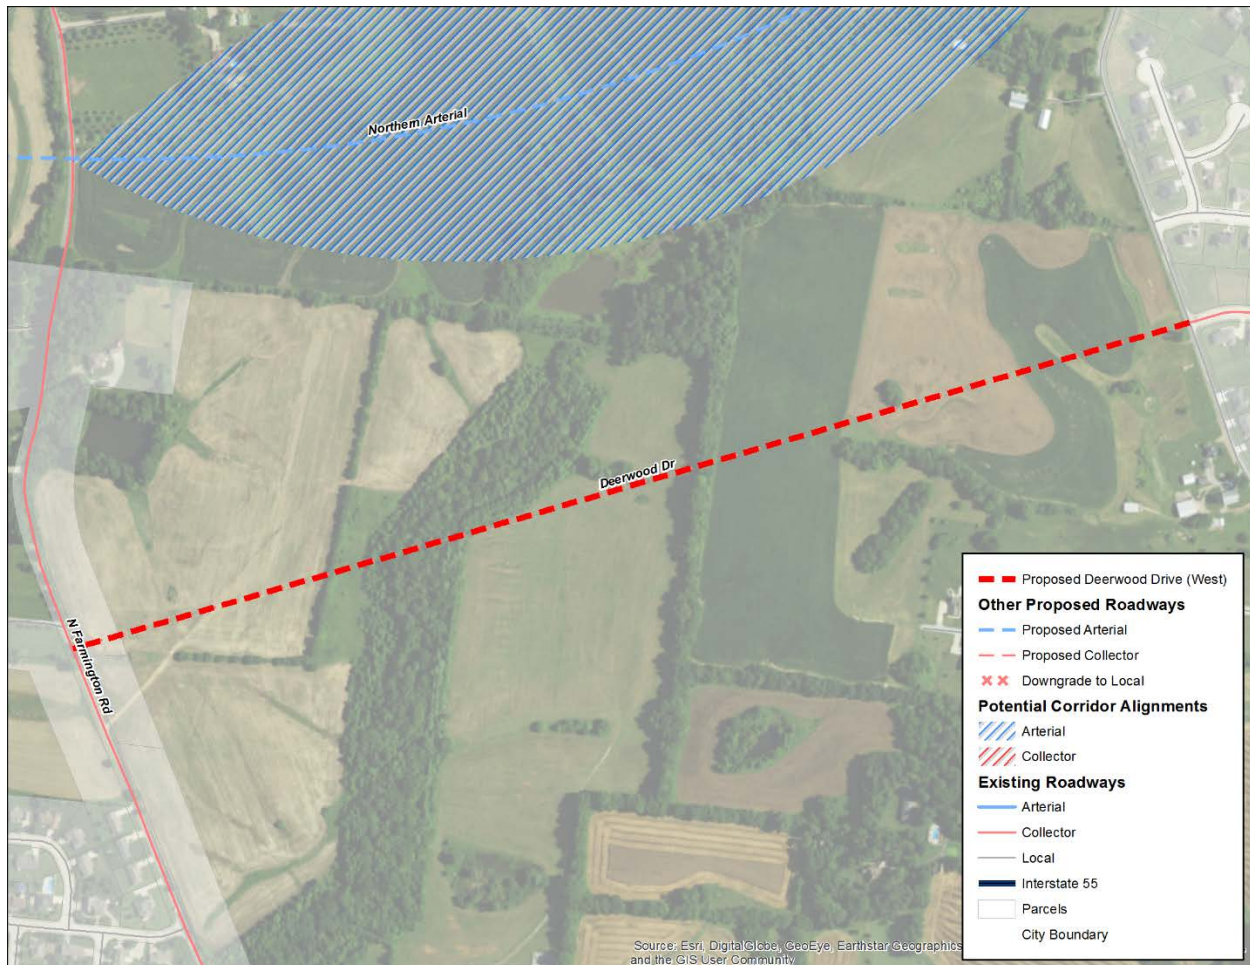 Northern Arterial
Deerwood Dr
N Farmington Rd
Proposed Deerwood Drive (West)
Other Proposed Roadways
Proposed Arterial
Proposed Collector
Downgrade to Local
Potential Corridor Alignments
Arterial
Collector
Existing Roadways
Arterial
Collector
Local
Interstate 55
Parcels
City Boundary
Source: Esri, DigitalGlobe, GeoEye, Earthstar Geographics
and the GIS User Community